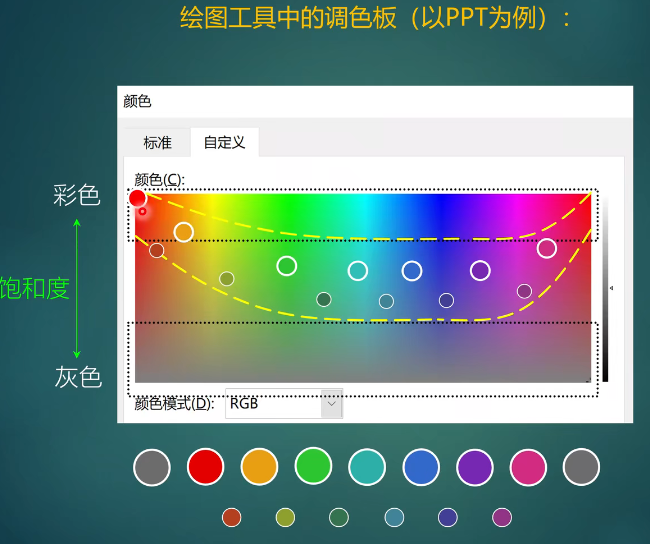 绘图工具中的调色板（以PPT为例）：
颜色
标准 自定义
颜色(C):
彩色
饱和度
灰色
颜色模式(D): RGB